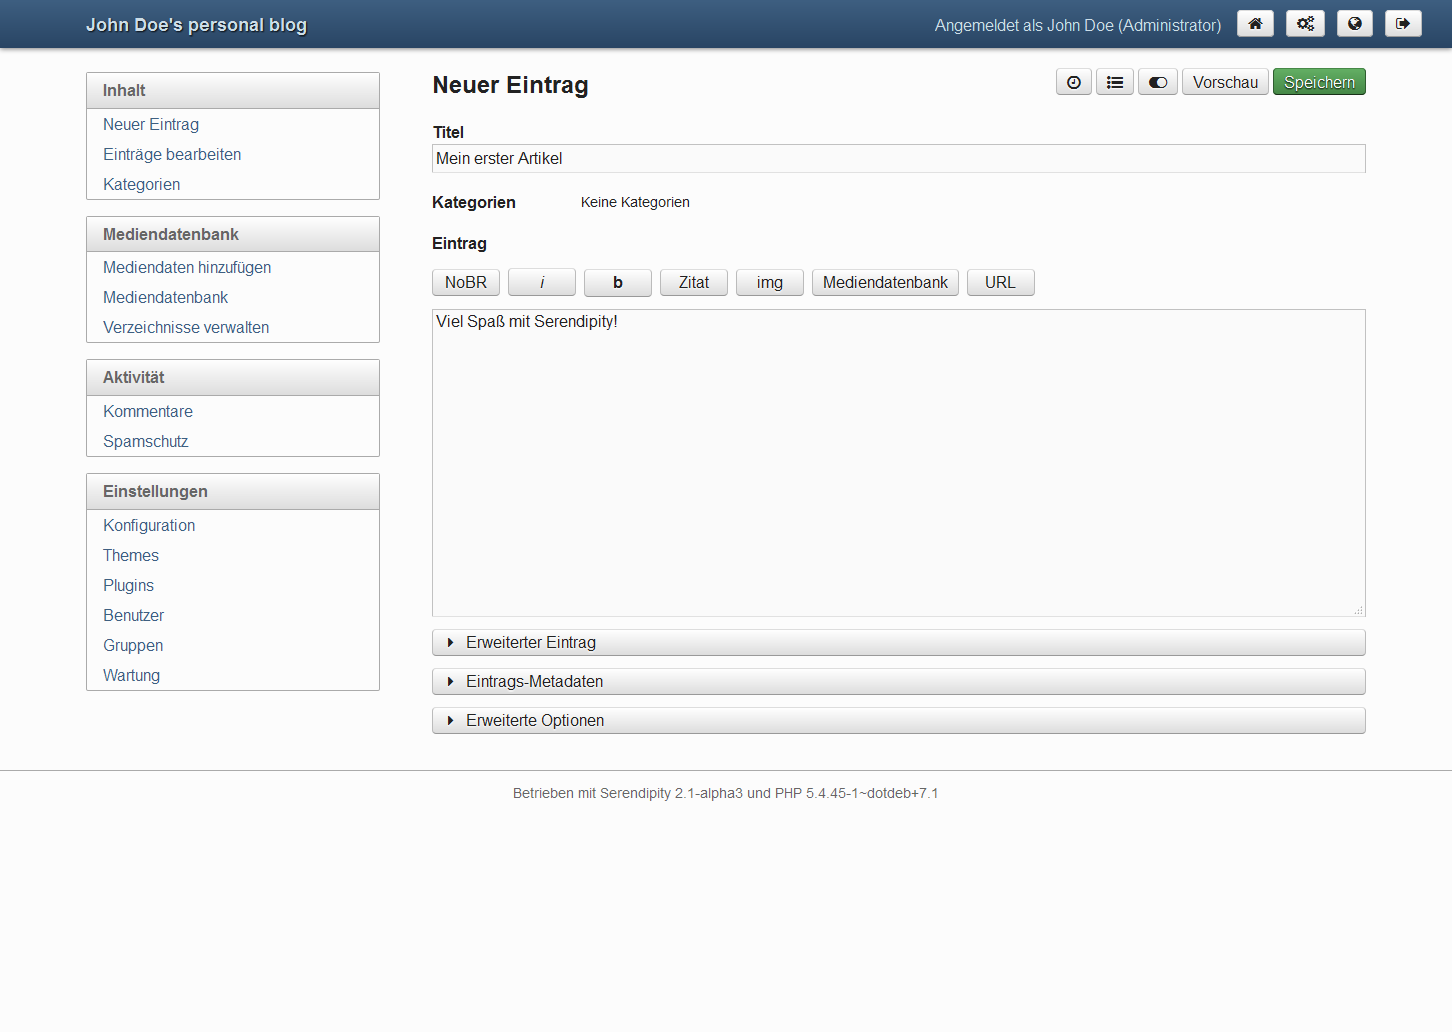 John Doe's personal blog
Angemeldet als John Doe (Administrator)
Inhalt
Neuer Eintrag
Einträge bearbeiten
Kategorien
Mediendatenbank
Mediendaten hinzufügen
Mediendatenbank
Verzeichnisse verwalten
Aktivität
Kommentare
Spamschutz
Einstellungen
Konfiguration
Themes
Plugins
Benutzer
Gruppen
Wartung
Neuer Eintrag
Vorschau Speichern
Titel
Mein erster Artikel
Kategorien Keine Kategorien
Eintrag
NoBR i b Zitat img Mediendatenbank URL
Viel Spaß mit Serendipity!
Erweiterter Eintrag
Eintrags-Metadaten
Erweiterte Optionen
Betrieben mit Serendipity 2.1-alpha3 und PHP 5.4.45-1~dotdeb+7.1